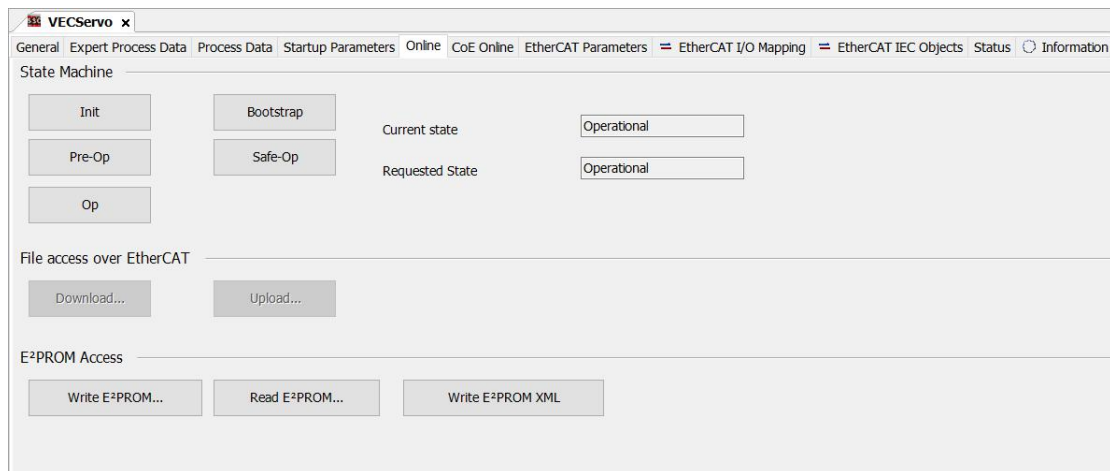 VECServo x
General Expert Process Data Process Data Startup Parameters Online CoE Online EtherCAT Parameters EtherCAT I/O Mapping EtherCAT IEC Objects Status Information
State Machine
Init Bootstrap
Current state Operational
Pre-Op Safe-Op
Requested State Operational
Op
File access over EtherCAT
Download... Upload...
E²PROM Access
Write E²PROM... Read E²PROM... Write E²PROM XML